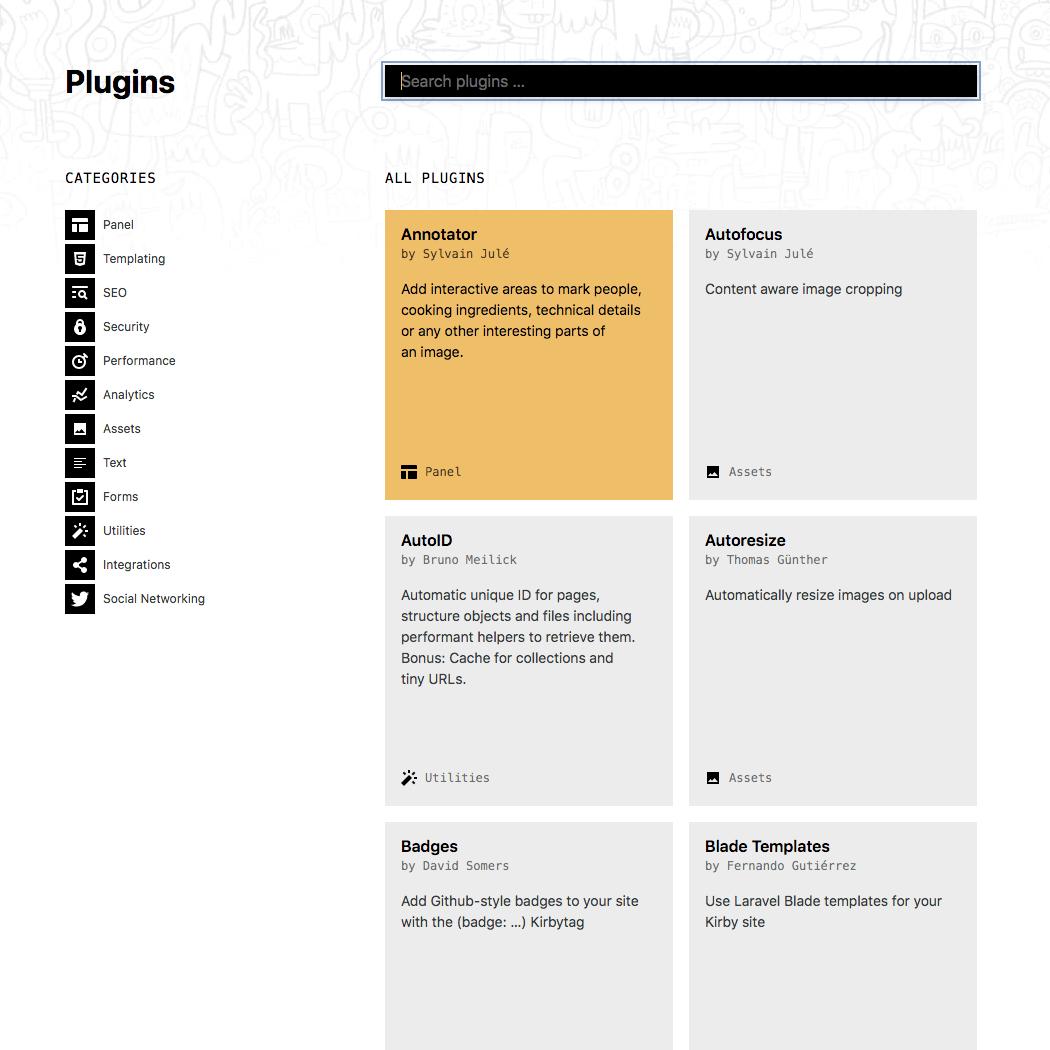 Plugins
Search plugins ...
CATEGORIES
Panel
Templating
SEO
Security
Performance
Analytics
Assets
Text
Forms
Utilities
Integrations
Social Networking
ALL PLUGINS
Annotator
by Sylvain Julé
Add interactive areas to mark people,
cooking ingredients, technical details
or any other interesting parts of
an image.
Panel
Autofocus
by Sylvain Julé
Content aware image cropping
Assets
AutoID
by Bruno Meilick
Automatic unique ID for pages,
structure objects and files including
performant helpers to retrieve them.
Bonus: Cache for collections and
tiny URLs.
Utilities
Autoresize
by Thomas Günther
Automatically resize images on upload
Assets
Badges
by David Somers
Add Github-style badges to your site
with the (badge: …) Kirbytag
Blade Templates
by Fernando Gutiérrez
Use Laravel Blade templates for your
Kirby site